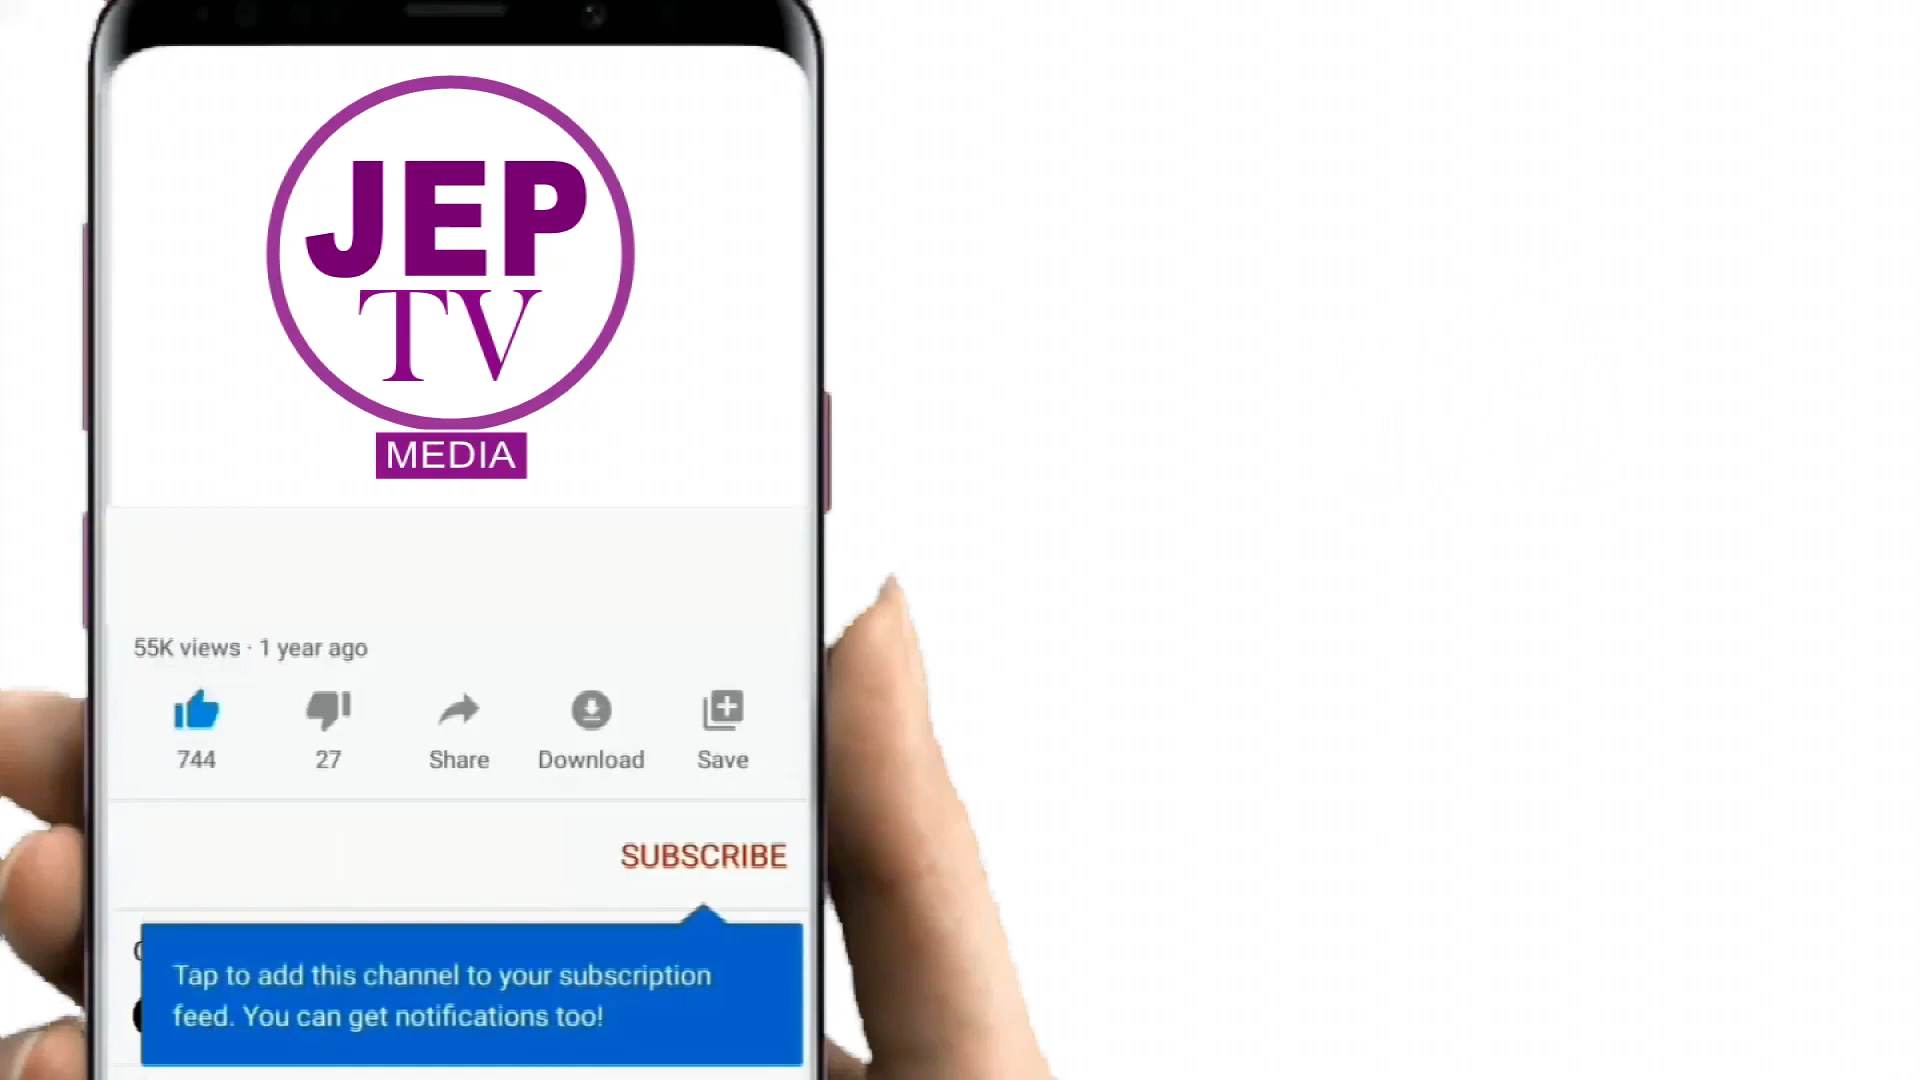 JEP
TV
MEDIA
55K views · 1 year ago
744
27
Share
Download
Save
SUBSCRIBE
Tap to add this channel to your subscription
feed. You can get notifications too!